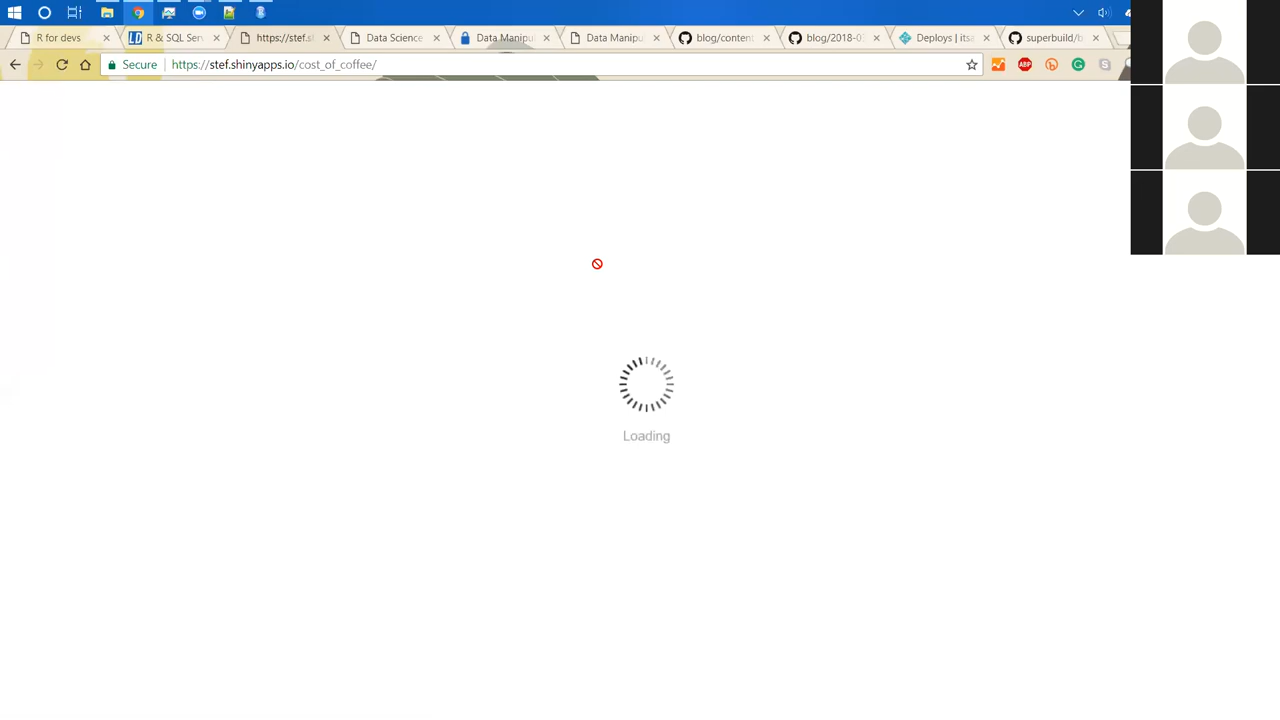 R for devs
R & SQL Serv
https://stef.sl
Data Science
Data Manipu
Data Manipu
blog/content
blog/2018-0
Deploys | itsa
superbuild/b
Secure
https://stef.shinyapps.io/cost_of_coffee/
Loading